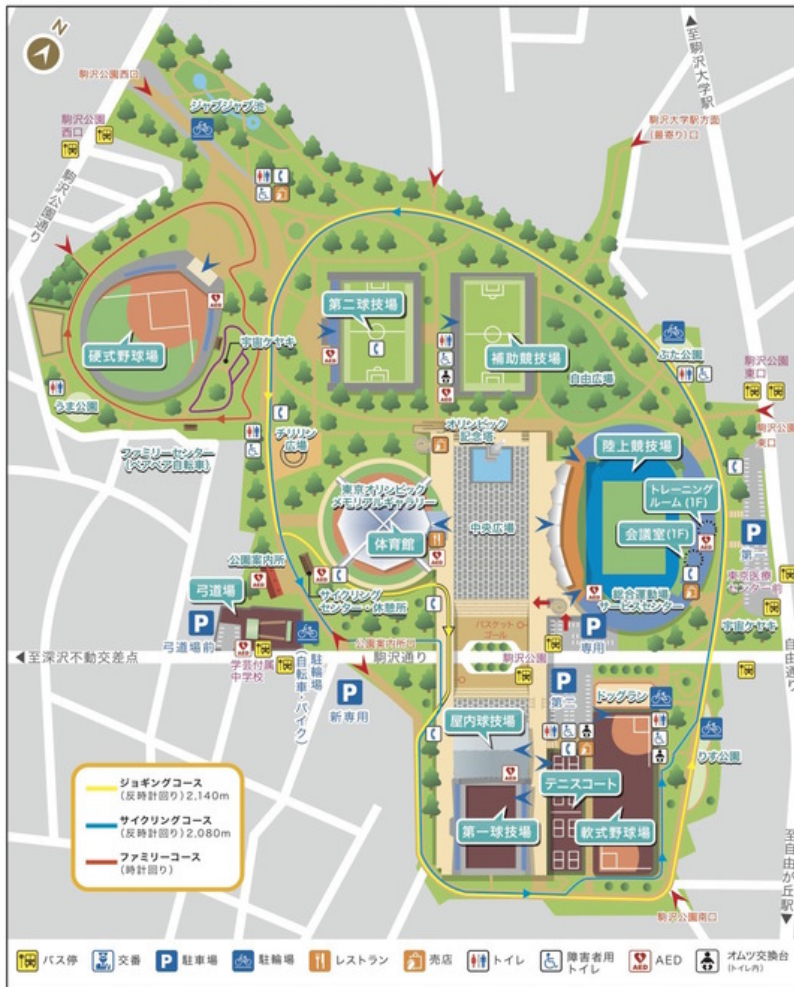 駒沢公園西口
ジャブジャブ池
至駒沢大学駅
駒沢公園
西口
駒沢大学駅方面
(最寄り)口
駒沢公園通り
第二球技場
補助競技場
硬式野球場
宇宙ケヤキ
自由広場
ぶた公園
駒沢公園
東口
うま公園
チリリン
広場
オリンピック
記念塔
駒沢公園
東口
ファミリーセンター
(ペアペア自転車)
陸上競技場
東京オリンピック
メモリアルギャラリー
体育館
中央広場
トレーニング
ルーム(1F)
会議室(1F)
第一
公園案内所
サイクリング
センター・休憩所
総合運動場
サービスセンター
東京医療
センター前
弓道場
バスケット
ゴール
専用
宇宙ケヤキ
弓道場前
公園案内所口
至深沢不動交差点
駒沢通り
駒沢公園
自由通り
学芸付属
中学校
駐輪場
(自転車・バイク)
新専用
第二
ドッグラン
屋内球技場
りす公園
第一球技場
テニスコート
軟式野球場
至自由が丘駅
駒沢公園南口
ジョギングコース
(反時計回り)2,140m
サイクリングコース
(反時計回り)2,080m
ファミリーコース
(時計回り)
バス停
交番
P 駐車場
駐輪場
レストラン
売店
トイレ
障害者用
トイレ
AED
オムツ交換台
(トイレ内)